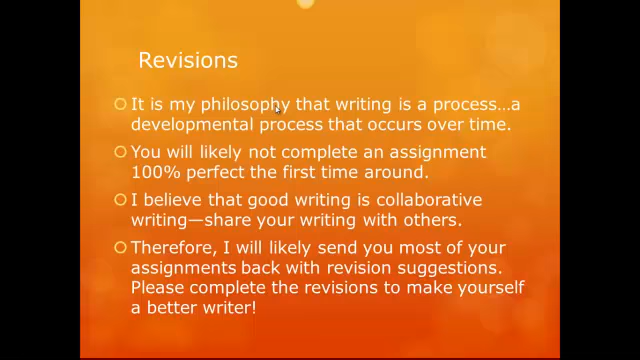 Revisions
It is my philosophy that writing is a process…a
developmental process that occurs over time.
You will likely not complete an assignment
100% perfect the first time around.
I believe that good writing is collaborative
writing—share your writing with others.
Therefore, I will likely send you most of your
assignments back with revision suggestions.
Please complete the revisions to make yourself
a better writer!